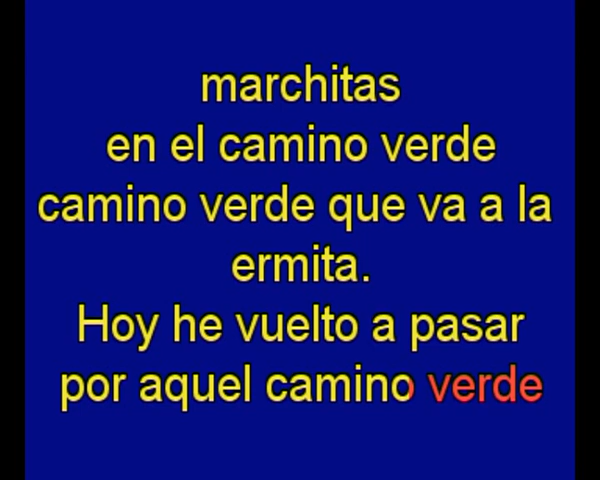 marchitas
en el camino verde
camino verde que va a la
ermita.
Hoy he vuelto a pasar
por aquel camino verde